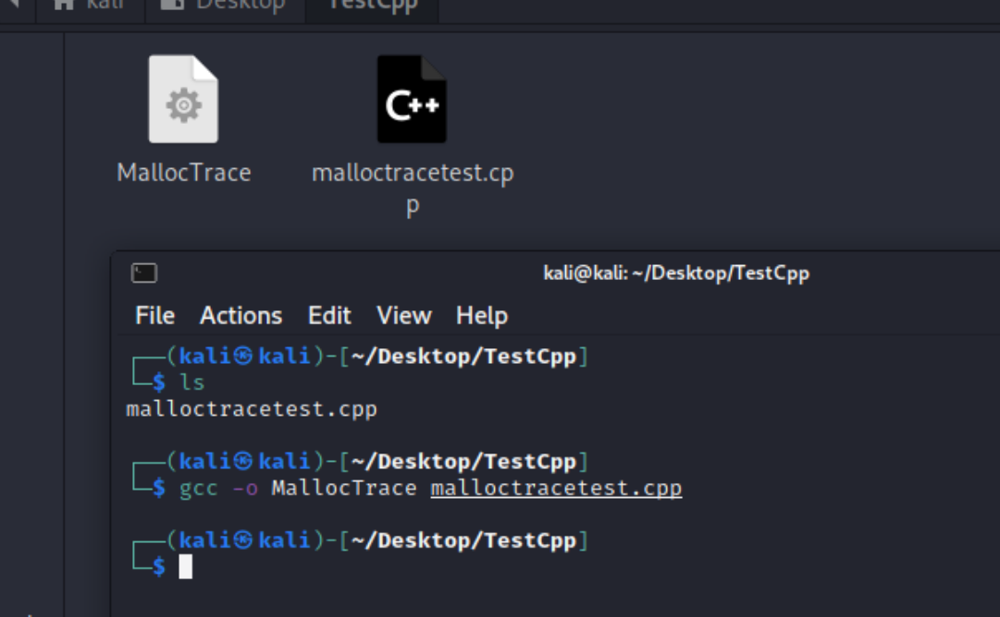 kali Desktop TestCpp
C++
MallocTrace malloctracetest.cp
p
kali@kali: ~/Desktop/TestCpp
File Actions Edit View Help
(kali㉿kali)-[~/Desktop/TestCpp]
$ ls
malloctracetest.cpp
(kali㉿kali)-[~/Desktop/TestCpp]
$ gcc -o MallocTrace malloctracetest.cpp
(kali㉿kali)-[~/Desktop/TestCpp]
$